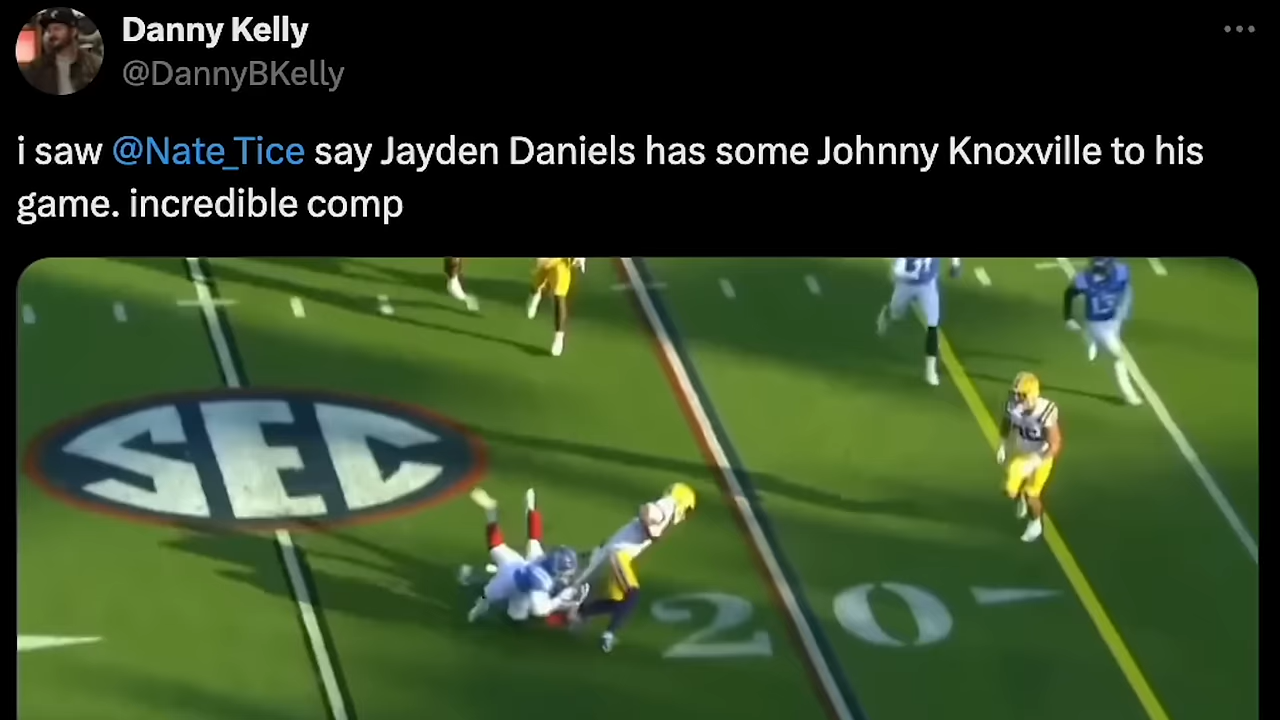 Danny Kelly
@DannyBKelly
i saw @Nate_Tice say Jayden Daniels has some Johnny Knoxville to his
game. incredible comp
SEC
20